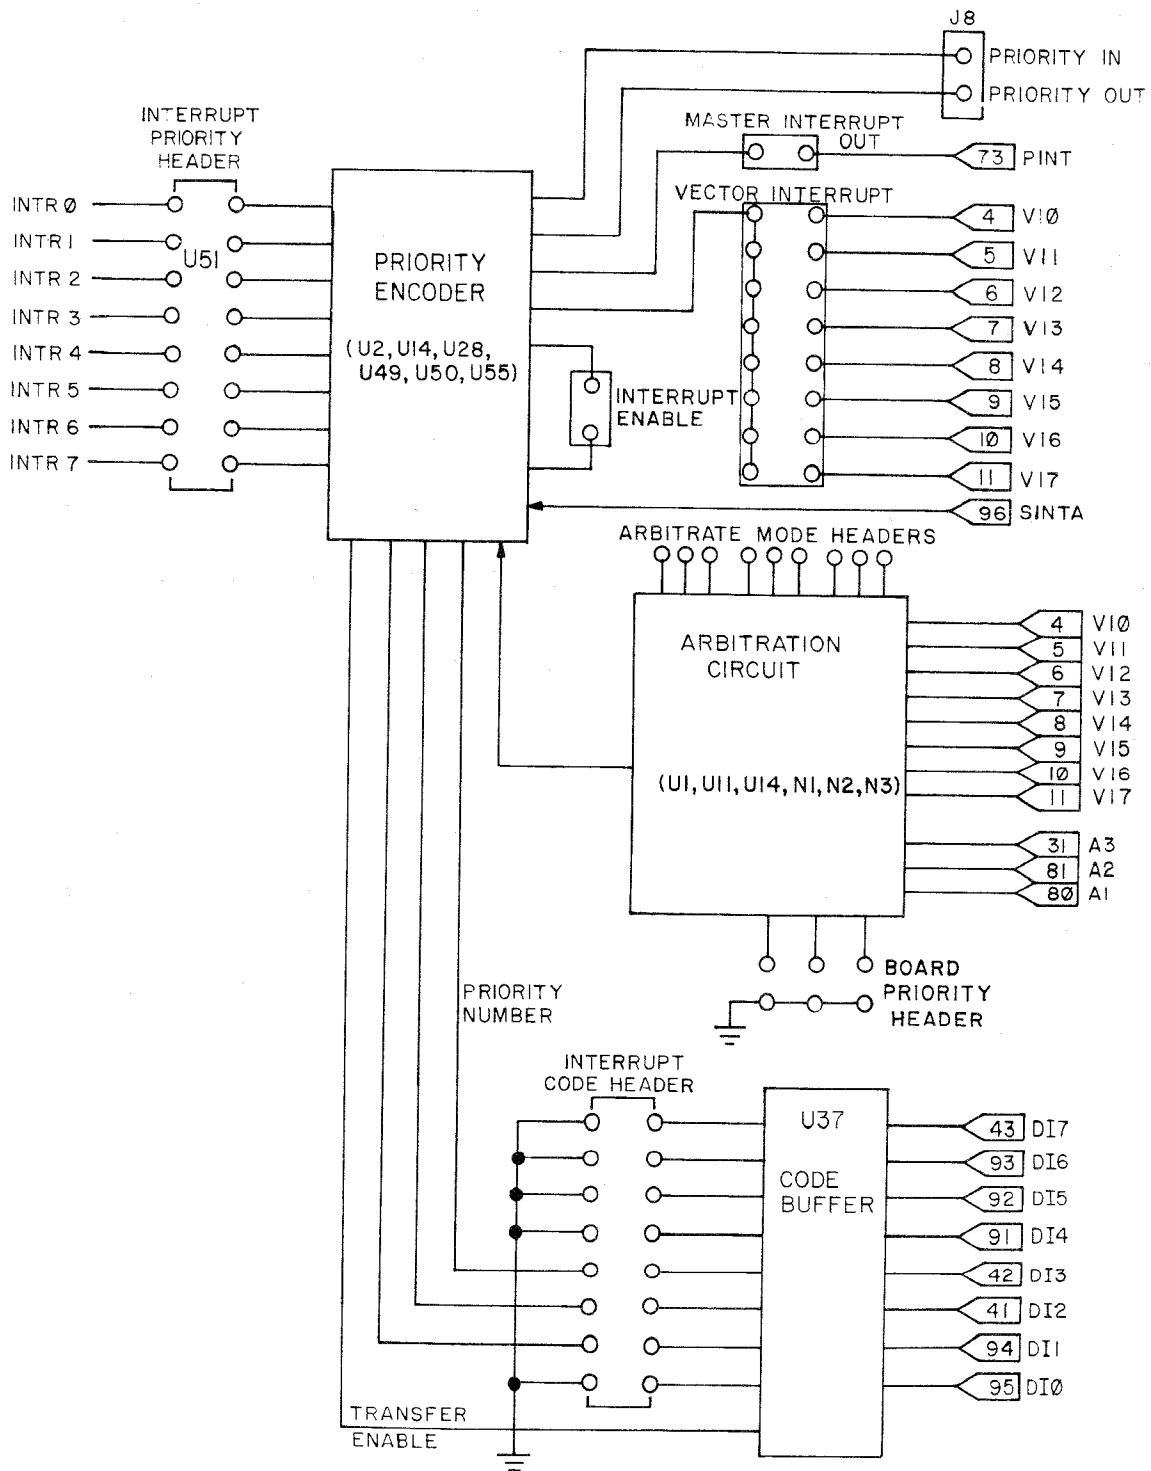 J8
PRIORITY IN
PRIORITY OUT
INTERRUPT
PRIORITY
HEADER
MASTER INTERRUPT
OUT
73 PINT
VECTOR INTERRUPT
INTR Ø
INTR 1
INTR 2
INTR 3
INTR 4
INTR 5
INTR 6
INTR 7
U51
PRIORITY
ENCODER
(U2, U14, U28,
U49, U50, U55)
INTERRUPT
ENABLE
4 VIØ
5 VI1
6 VI2
7 VI3
8 VI4
9 VI5
1Ø VI6
11 VI7
96 SINTA
ARBITRATE MODE HEADERS
ARBITRATION
CIRCUIT
(U1, U11, U14, N1, N2, N3)
4 VIØ
5 VI1
6 VI2
7 VI3
8 VI4
9 VI5
1Ø VI6
11 VI7
31 A3
81 A2
8Ø A1
BOARD
PRIORITY
HEADER
PRIORITY
NUMBER
INTERRUPT
CODE HEADER
U37
CODE
BUFFER
43 DI7
93 DI6
92 DI5
91 DI4
42 DI3
41 DI2
94 DI1
95 DIØ
TRANSFER
ENABLE